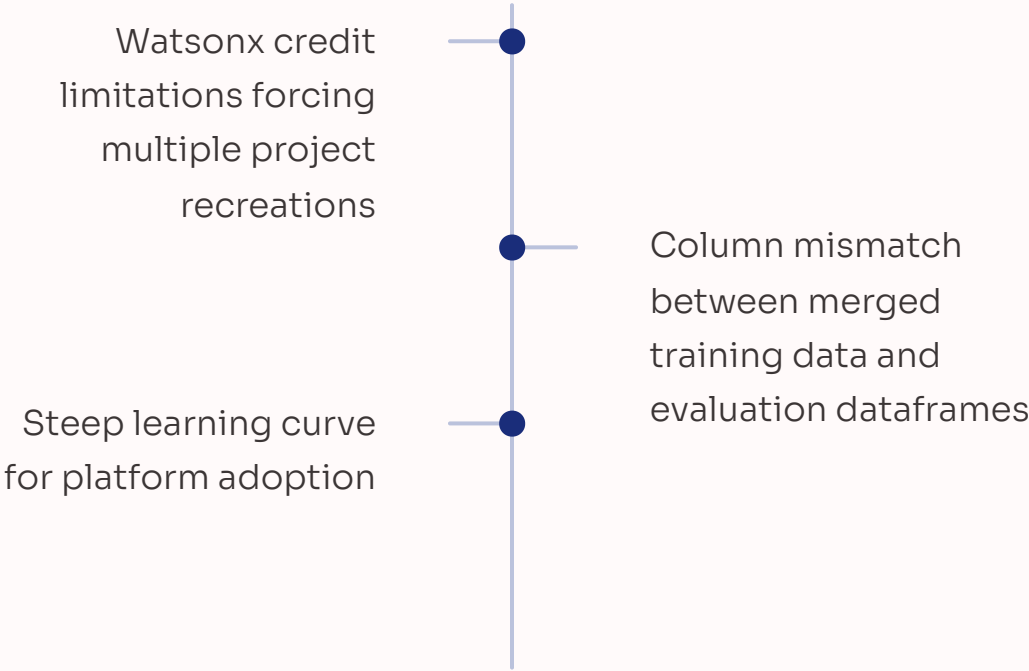 Watsonx credit
limitations forcing
multiple project
recreations
Column mismatch
between merged
training data and
evaluation dataframes
Steep learning curve
for platform adoption